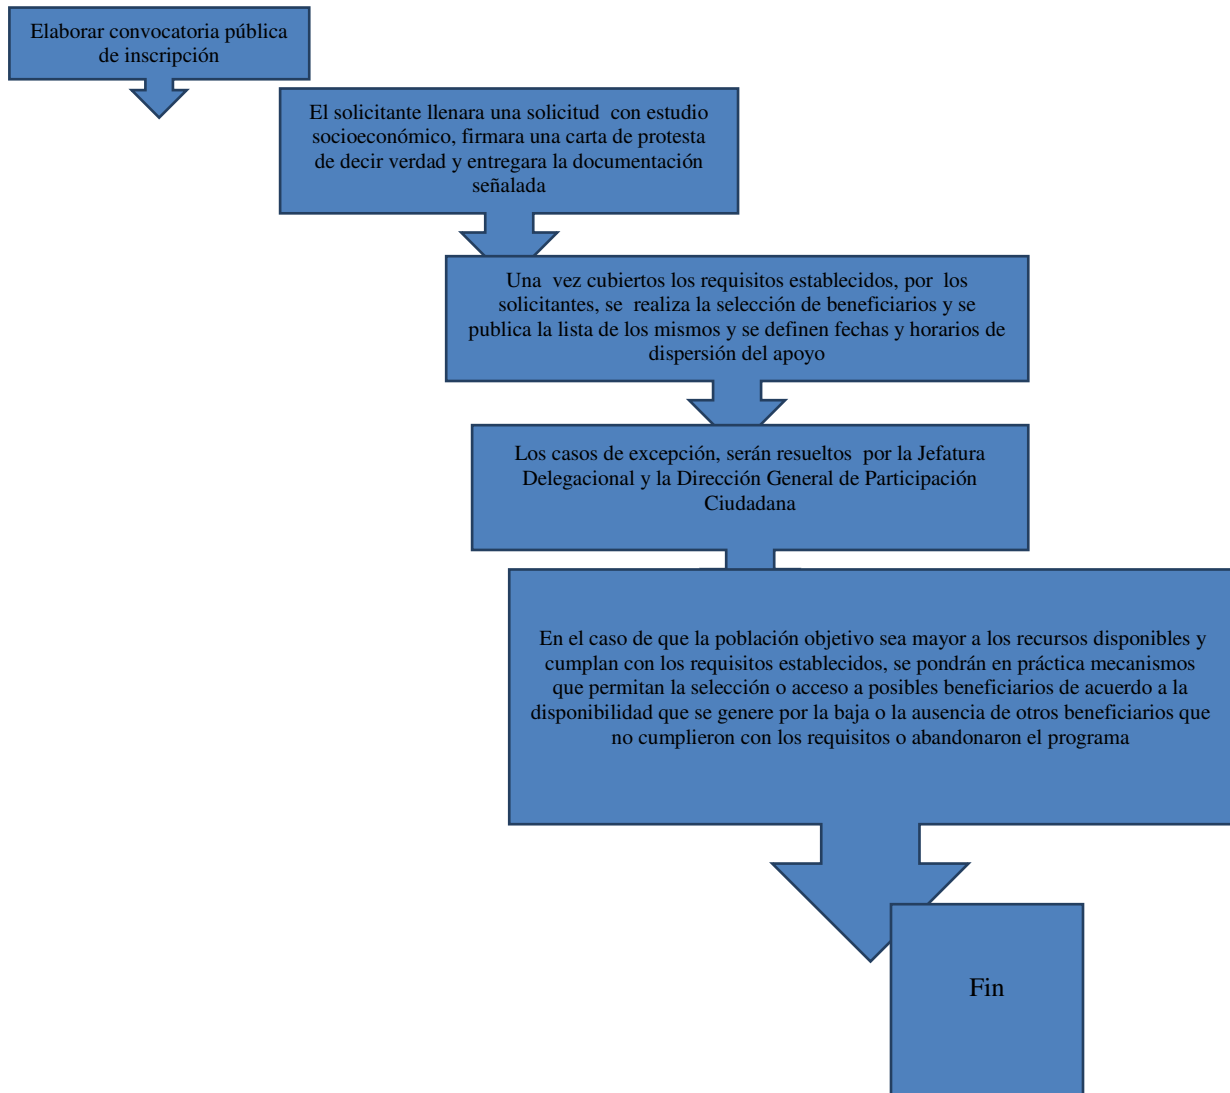 Elaborar convocatoria pública
de inscripción
El solicitante llenara una solicitud con estudio
socioeconómico, firmara una carta de protesta
de decir verdad y entregara la documentación
señalada
Una vez cubiertos los requisitos establecidos, por los
solicitantes, se realiza la selección de beneficiarios y se
publica la lista de los mismos y se definen fechas y horarios de
dispersión del apoyo
Los casos de excepción, serán resueltos por la Jefatura
Delegacional y la Dirección General de Participación
Ciudadana
En el caso de que la población objetivo sea mayor a los recursos disponibles y
cumplan con los requisitos establecidos, se pondrán en práctica mecanismos
que permitan la selección o acceso a posibles beneficiarios de acuerdo a la
disponibilidad que se genere por la baja o la ausencia de otros beneficiarios que
no cumplieron con los requisitos o abandonaron el programa
Fin